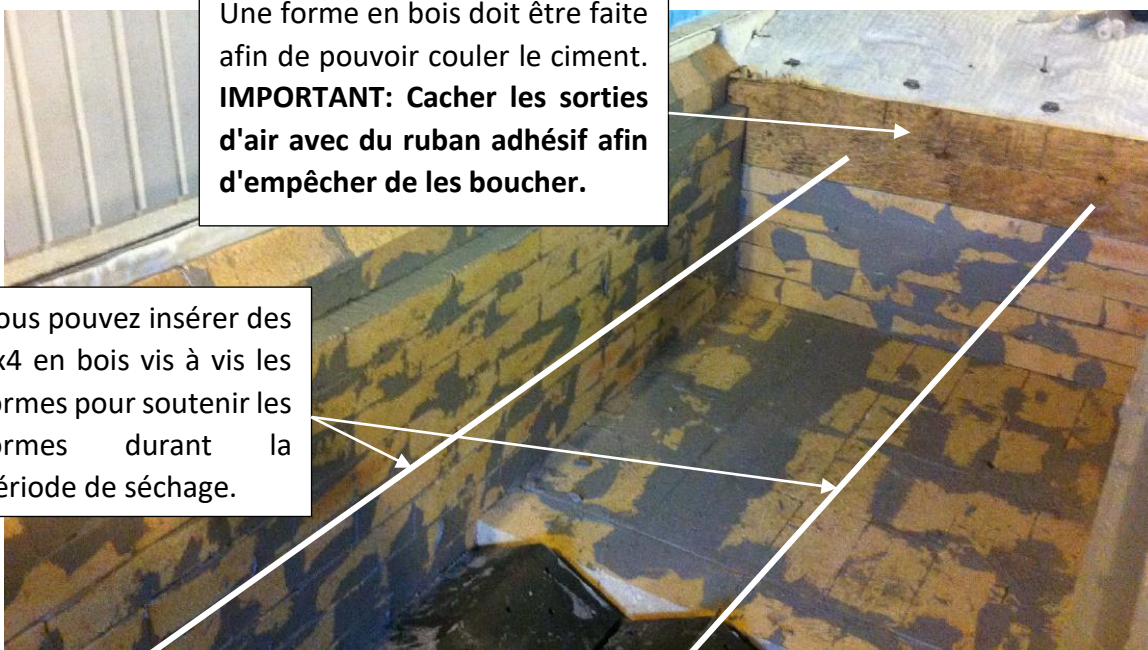 Une forme en bois doit être faite
afin de pouvoir couler le ciment.
IMPORTANT: Cacher les sorties
d'air avec du ruban adhésif afin
d'empêcher de les boucher.
ous pouvez insérer des
x4 en bois vis à vis les
ormes pour soutenir les
ormes durant la
ériode de séchage.